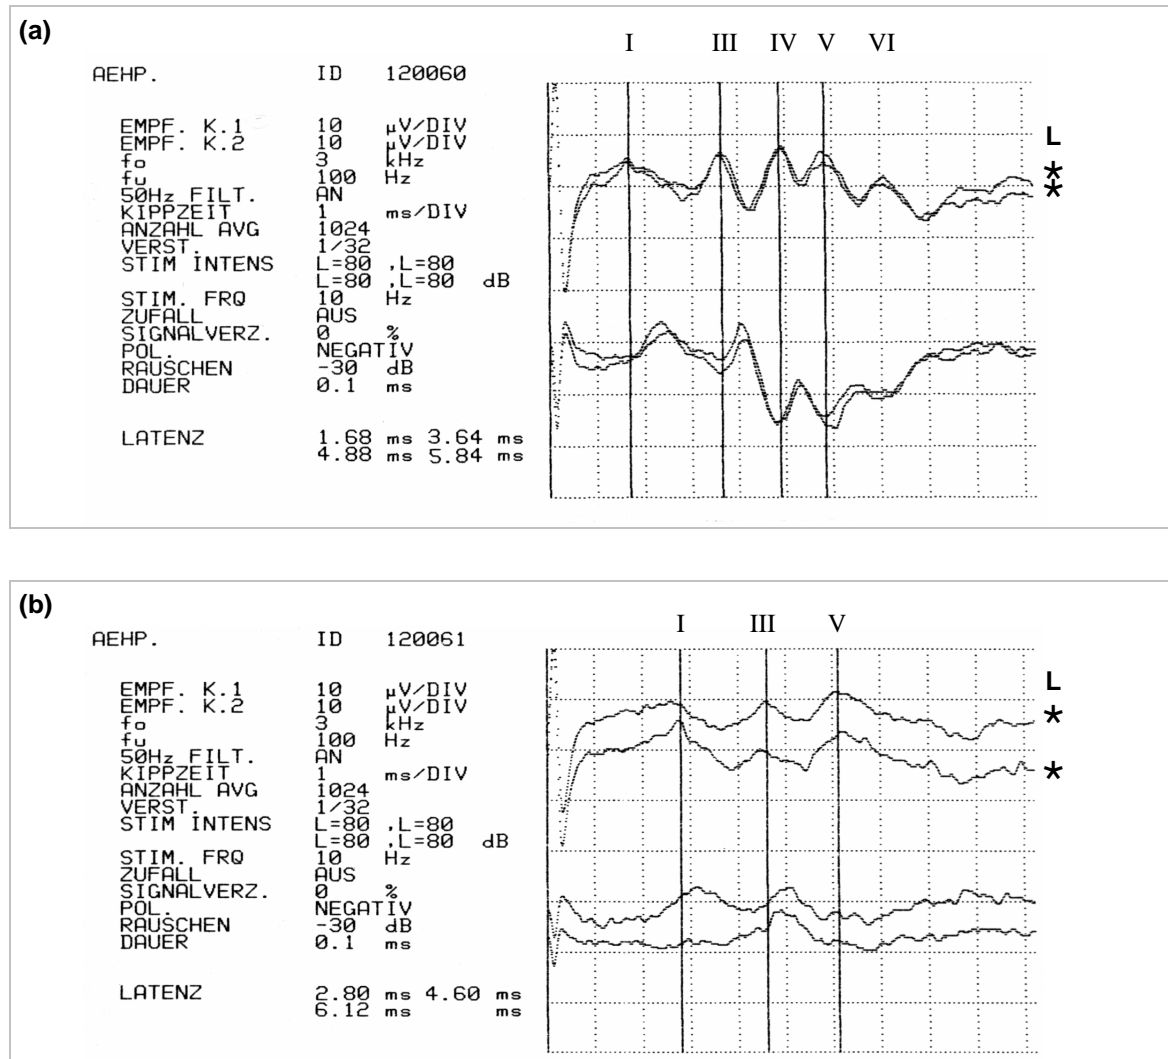 (a)
I III IV V VI
AEHP. ID 120060
L
EMPF. K.1 10 µV/DIV
EMPF. K.2 10 µV/DIV
fo 3 kHz
fu 100 Hz
50Hz FILT. AN
KIPPZEIT 1 ms/DIV
ANZAHL AVG 1024
VERST. 1/32
STIM INTENS L=80 ,L=80
L=80 ,L=80 dB
STIM. FRQ 10 Hz
ZUFALL AUS
SIGNALVERZ. 0 %
POL. NEGATIV
RAUSCHEN -30 dB
DAUER 0.1 ms
LATENZ 1.68 ms 3.64 ms
4.88 ms 5.84 ms
(b)
I III V
AEHP. ID 120061
L
EMPF. K.1 10 µV/DIV
EMPF. K.2 10 µV/DIV
fo 3 kHz
fu 100 Hz
50Hz FILT. AN
KIPPZEIT 1 ms/DIV
ANZAHL AVG 1024
VERST. 1/32
STIM INTENS L=80 ,L=80
L=80 ,L=80 dB
STIM. FRQ 10 Hz
ZUFALL AUS
SIGNALVERZ. 0 %
POL. NEGATIV
RAUSCHEN -30 dB
DAUER 0.1 ms
LATENZ 2.80 ms 4.60 ms
6.12 ms ms